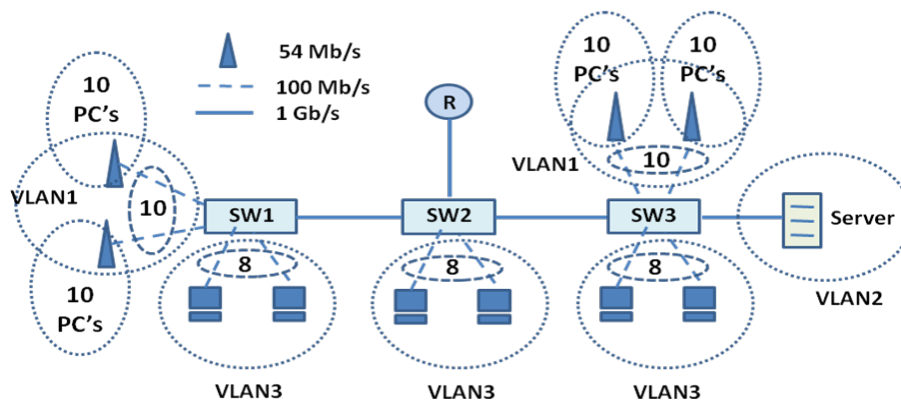 54 Mb/s
100 Mb/s
1 Gb/s
10
PC's
VLAN1
10
10
PC's
SW1
8
VLAN3
R
SW2
8
VLAN3
10
PC's
10
PC's
VLAN1
10
SW3
8
VLAN3
Server
VLAN2